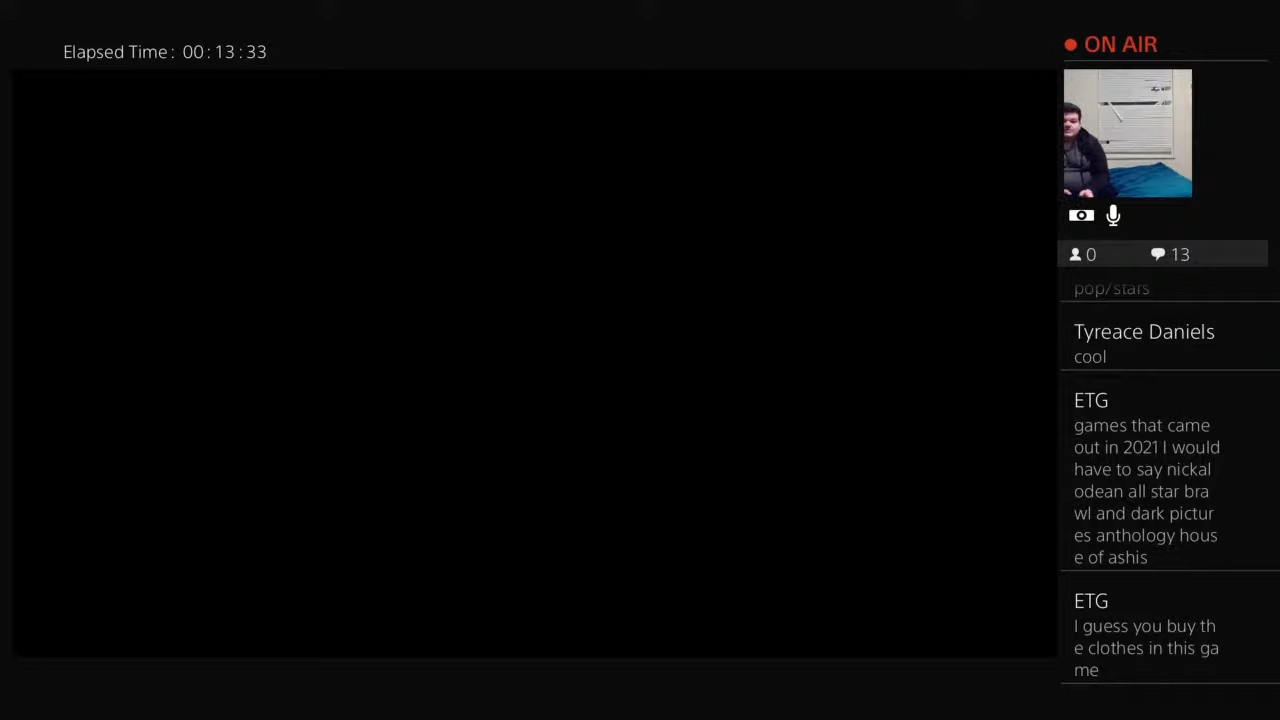 Elapsed Time: 00:13:33
ON AIR
0 13
pop/stars
Tyreace Daniels
cool
ETG
games that came
out in 2021 I would
have to say nickal
odean all star bra
wl and dark pictur
es anthology hous
e of ashis
ETG
I guess you buy th
e clothes in this ga
me